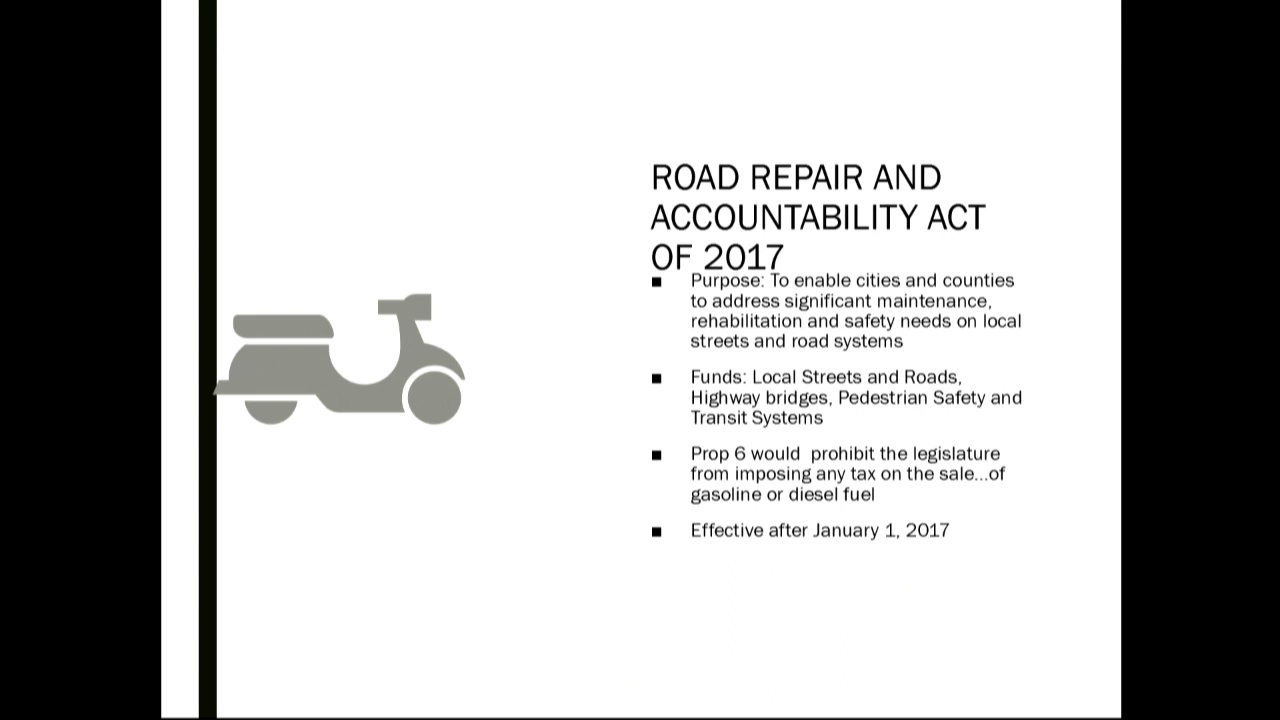 ROAD REPAIR AND
ACCOUNTABILITY ACT
OF 2017
■ Purpose: To enable cities and counties
to address significant maintenance,
rehabilitation and safety needs on local
streets and road systems
■ Funds: Local Streets and Roads,
Highway bridges, Pedestrian Safety and
Transit Systems
■ Prop 6 would  prohibit the legislature
from imposing any tax on the sale...of
gasoline or diesel fuel
■ Effective after January 1, 2017